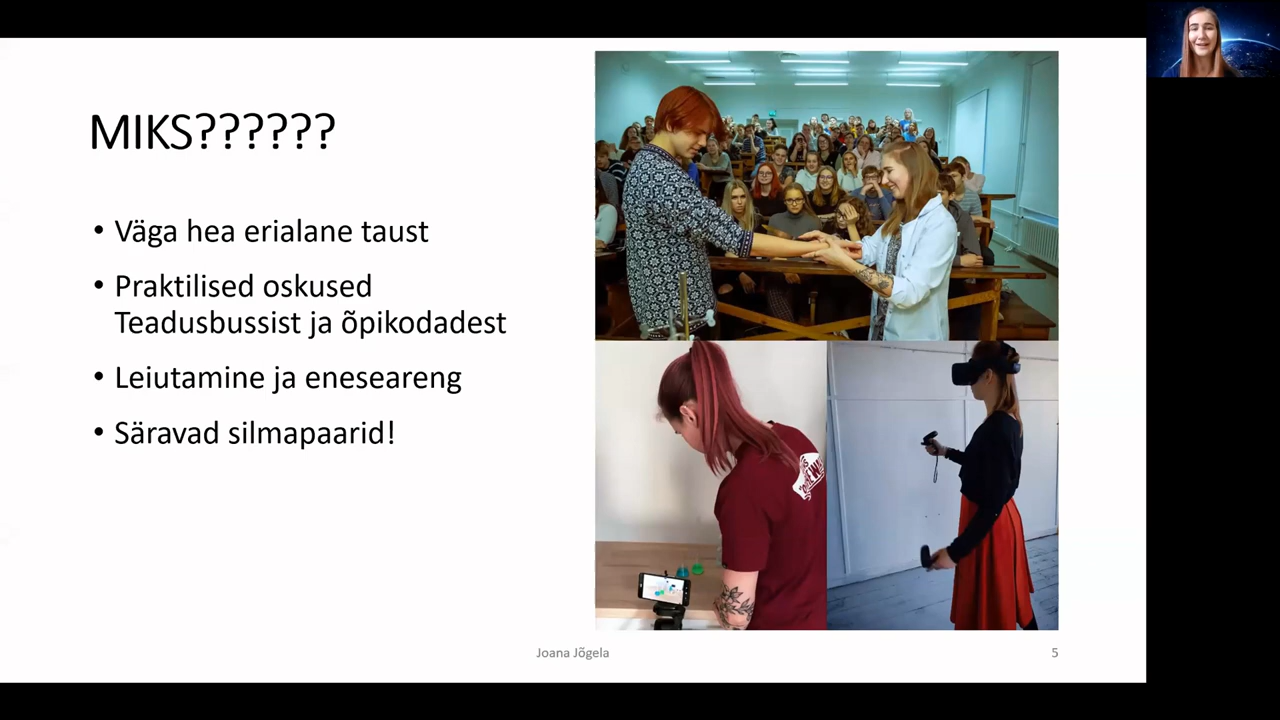 MIKS??????
• Väga hea erialane taust
• Praktilised oskused
Teadusbussist ja õpikodadest
• Leiutamine ja eneseareng
• Säravad silmapaarid!
Joana Jõgela
5